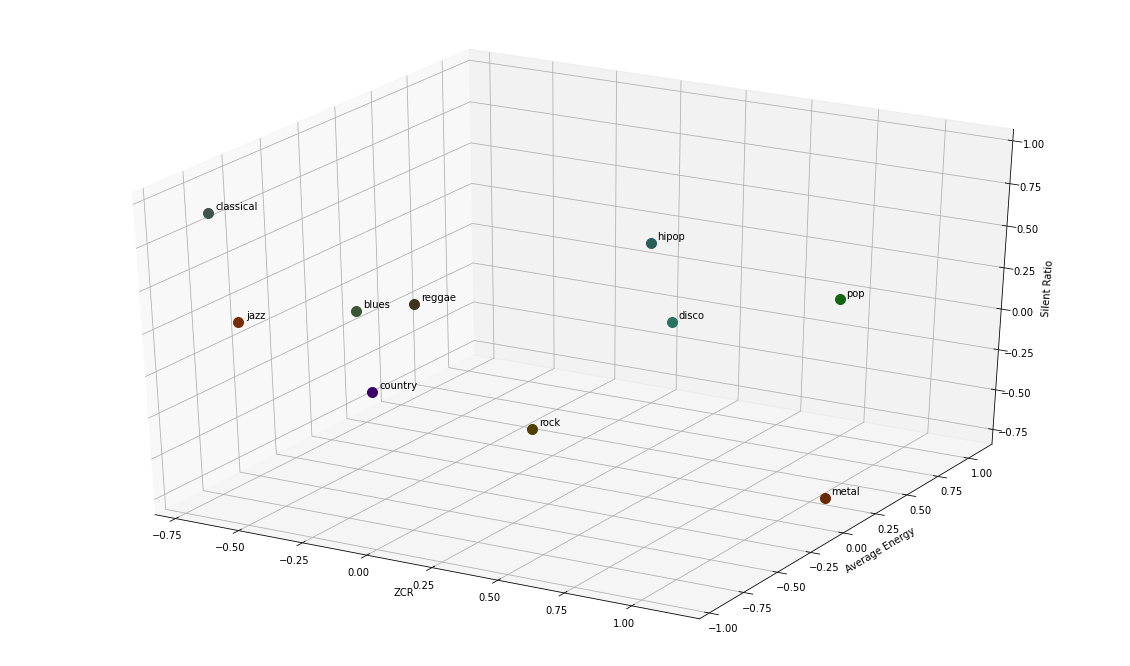 classical
jazz
blues
reggae
country
hipop
disco
pop
rock
metal
1.00
0.75
0.50
0.25
0.00
−0.25
−0.50
−0.75
Silent Ratio
1.00
0.75
0.50
0.25
0.00
−0.25
−0.50
−0.75
−1.00
Average Energy
−0.75
−0.50
−0.25
0.00
0.25
0.50
0.75
1.00
ZCR